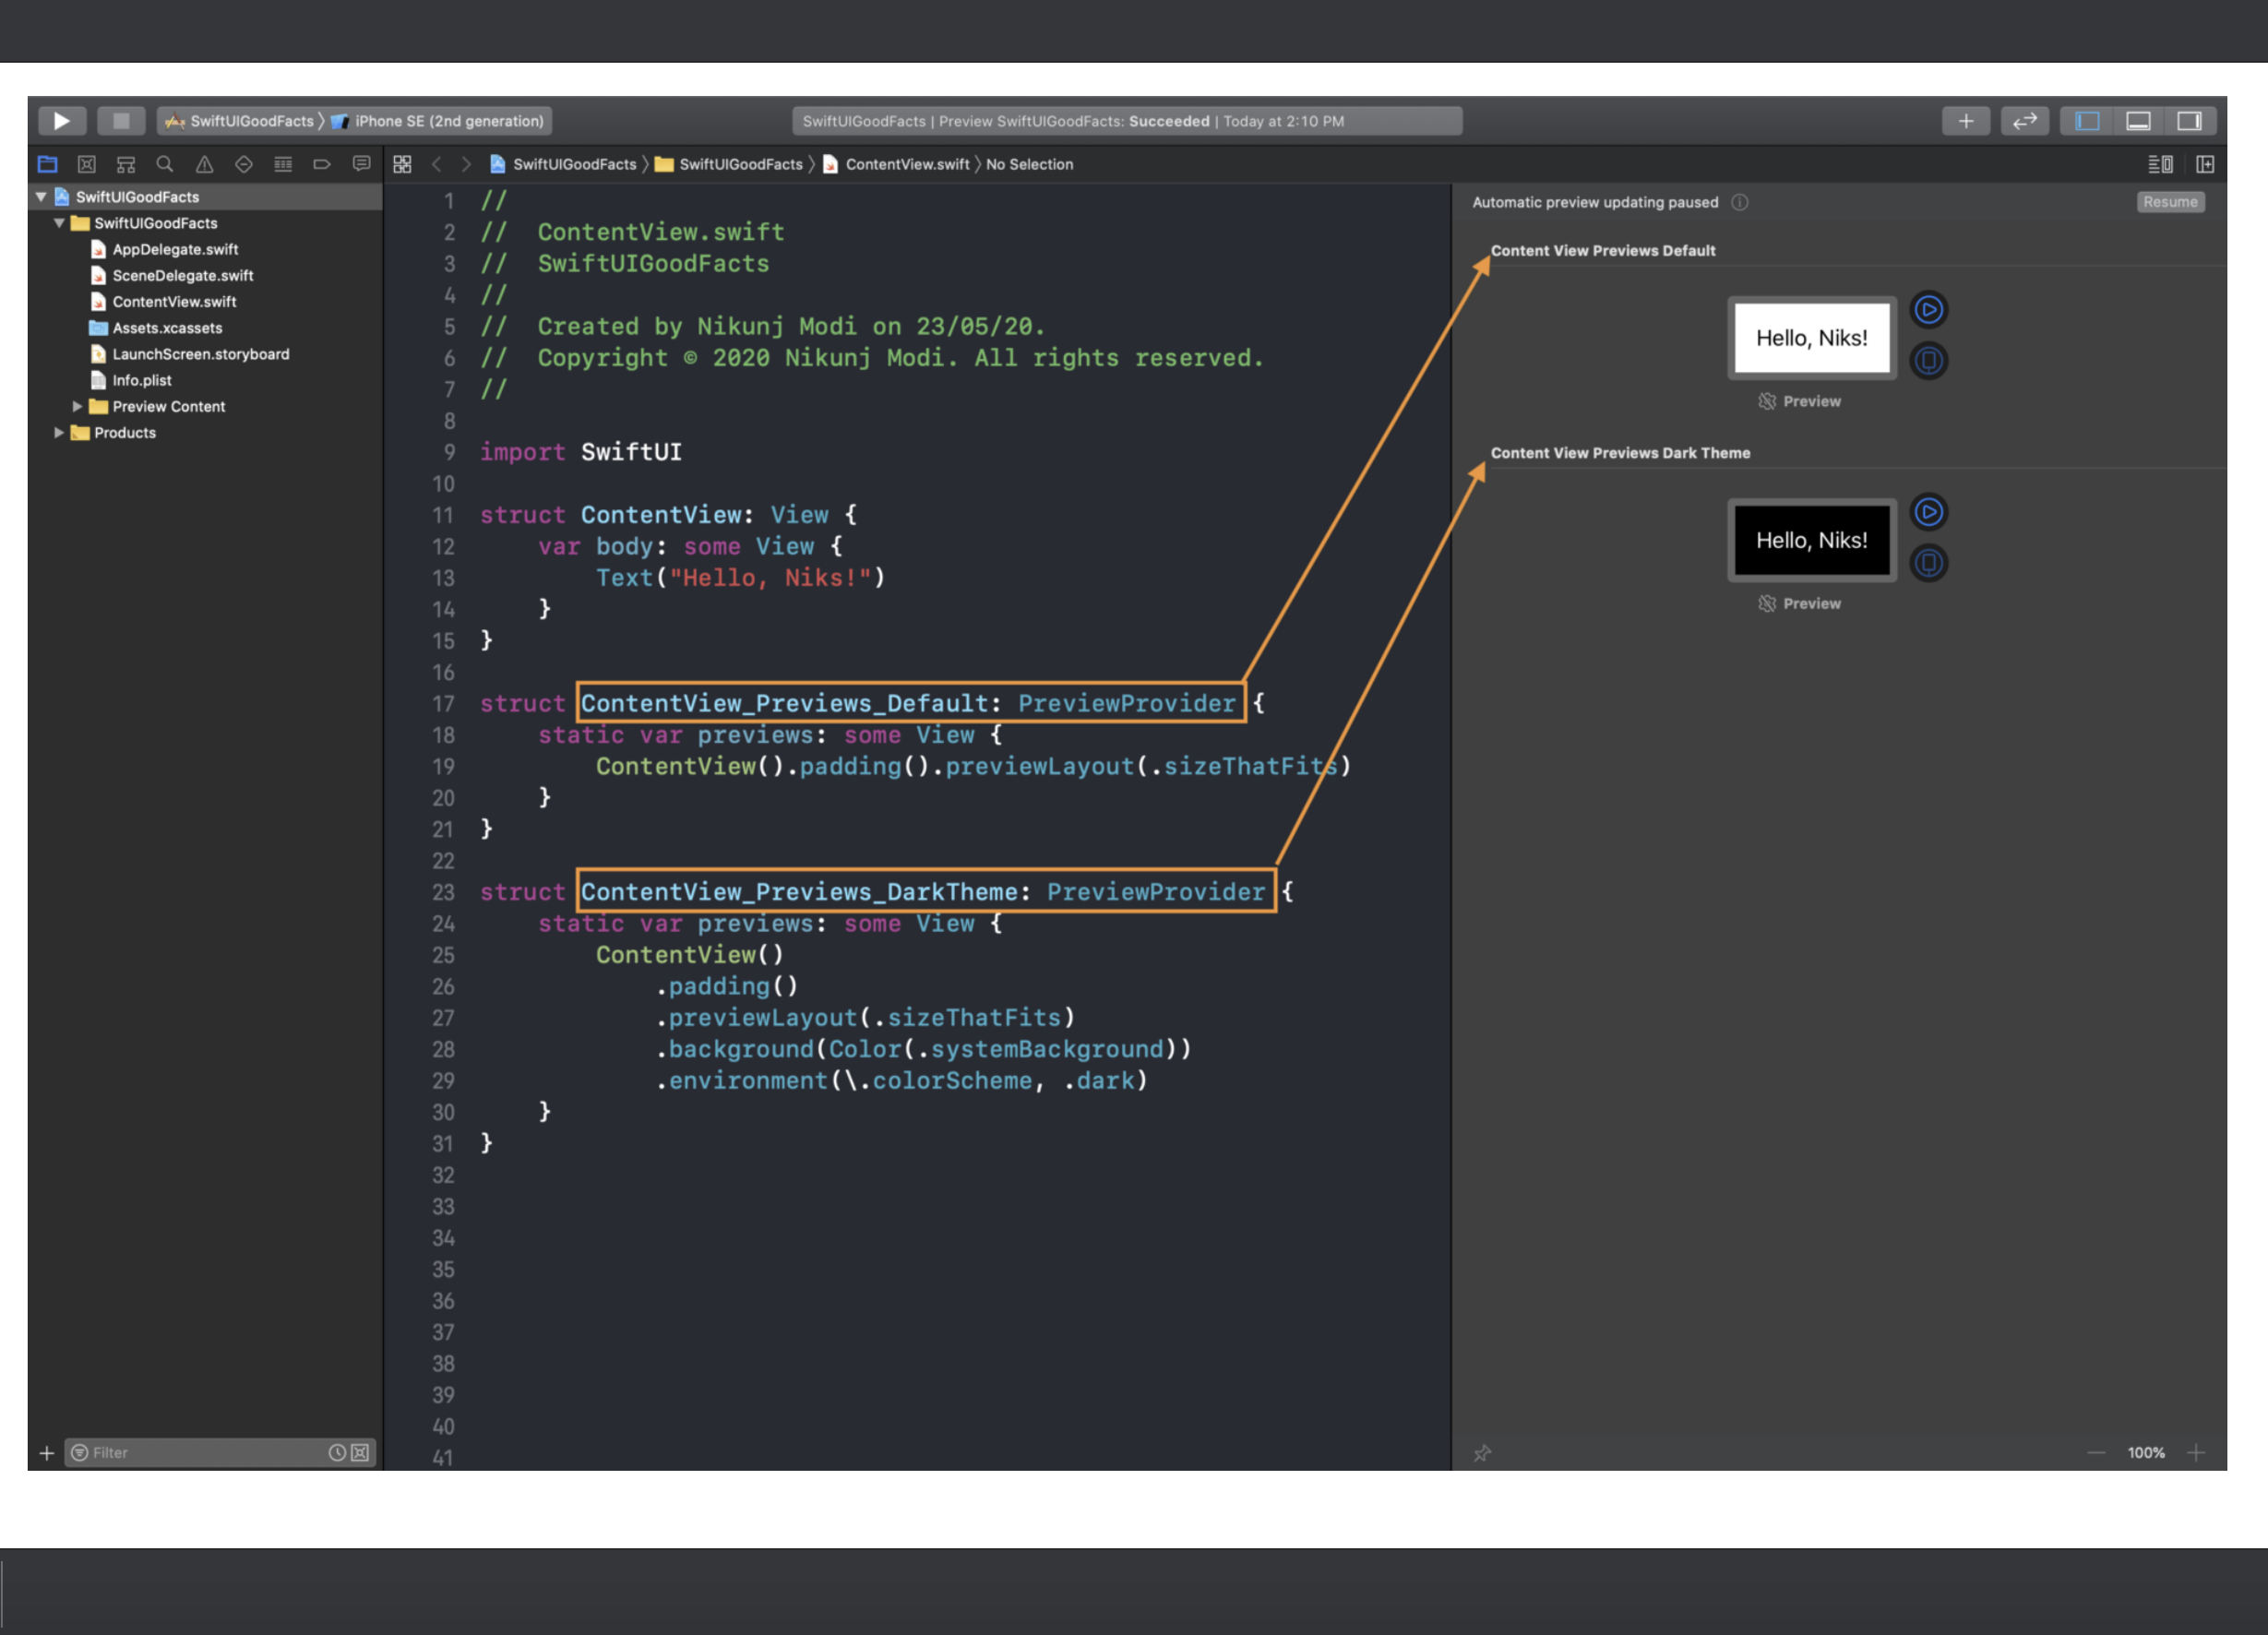 SwiftUIGoodFacts 〉 iPhone SE (2nd generation)
SwiftUIGoodFacts | Preview SwiftUIGoodFacts: Succeeded | Today at 2:10 PM
SwiftUIGoodFacts 〉 SwiftUIGoodFacts 〉 ContentView.swift 〉 No Selection
SwiftUIGoodFacts
SwiftUIGoodFacts
AppDelegate.swift
SceneDelegate.swift
ContentView.swift
Assets.xcassets
LaunchScreen.storyboard
Info.plist
Preview Content
Products
Filter
1 //
2 //  ContentView.swift
3 //  SwiftUIGoodFacts
4 //
5 //  Created by Nikunj Modi on 23/05/20.
6 //  Copyright © 2020 Nikunj Modi. All rights reserved.
7 //
8
9 import SwiftUI
10
11 struct ContentView: View {
12     var body: some View {
13         Text("Hello, Niks!")
14     }
15 }
16
17 struct ContentView_Previews_Default: PreviewProvider {
18     static var previews: some View {
19         ContentView().padding().previewLayout(.sizeThatFits)
20     }
21 }
22
23 struct ContentView_Previews_DarkTheme: PreviewProvider {
24     static var previews: some View {
25         ContentView()
26             .padding()
27             .previewLayout(.sizeThatFits)
28             .background(Color(.systemBackground))
29             .environment(\.colorScheme, .dark)
30     }
31 }
32
33
34
35
36
37
38
39
40
41
Automatic preview updating paused
Resume
Content View Previews Default
Hello, Niks!
Preview
Content View Previews Dark Theme
Hello, Niks!
Preview
100%